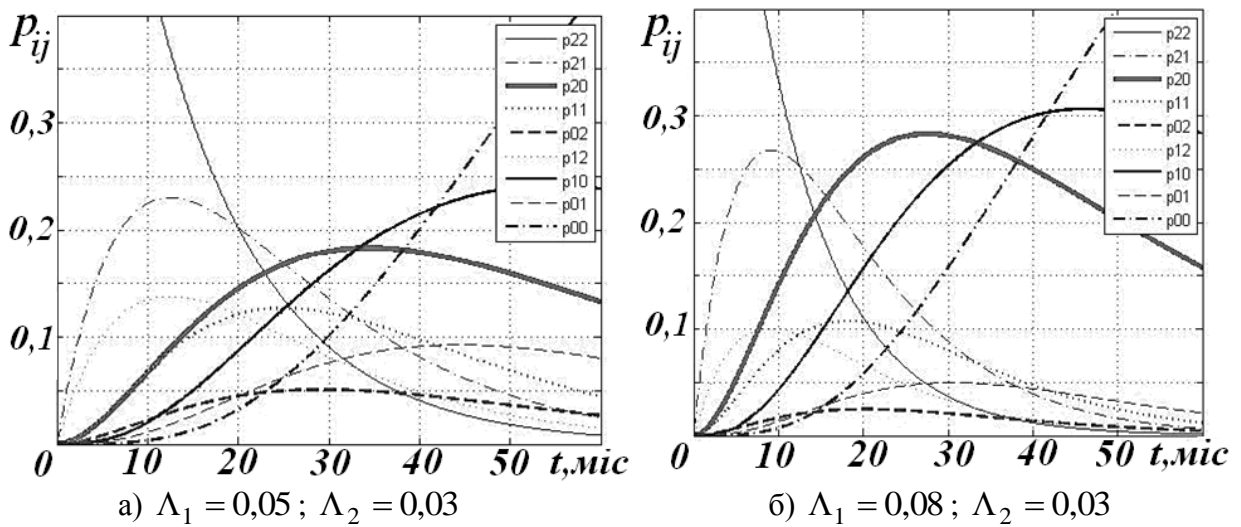 p_ij
0,3
0,2
0,1
0
10 20 30 40 50 t,міс
p22
p21
p20
p11
p02
p12
p10
p01
p00
а) Λ₁ = 0,05 ; Λ₂ = 0,03
p_ij
0,3
0,2
0,1
0
10 20 30 40 50 t,міс
p22
p21
p20
p11
p02
p12
p10
p01
p00
б) Λ₁ = 0,08 ; Λ₂ = 0,03